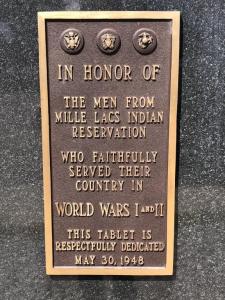 IN HONOR OF
THE MEN FROM
MILLE LACS INDIAN
RESERVATION
WHO FAITHFULLY
SERVED THEIR
COUNTRY IN
WORLD WARS I AND II
THIS TABLET IS
RESPECTFULLY DEDICATED
MAY 30, 1948